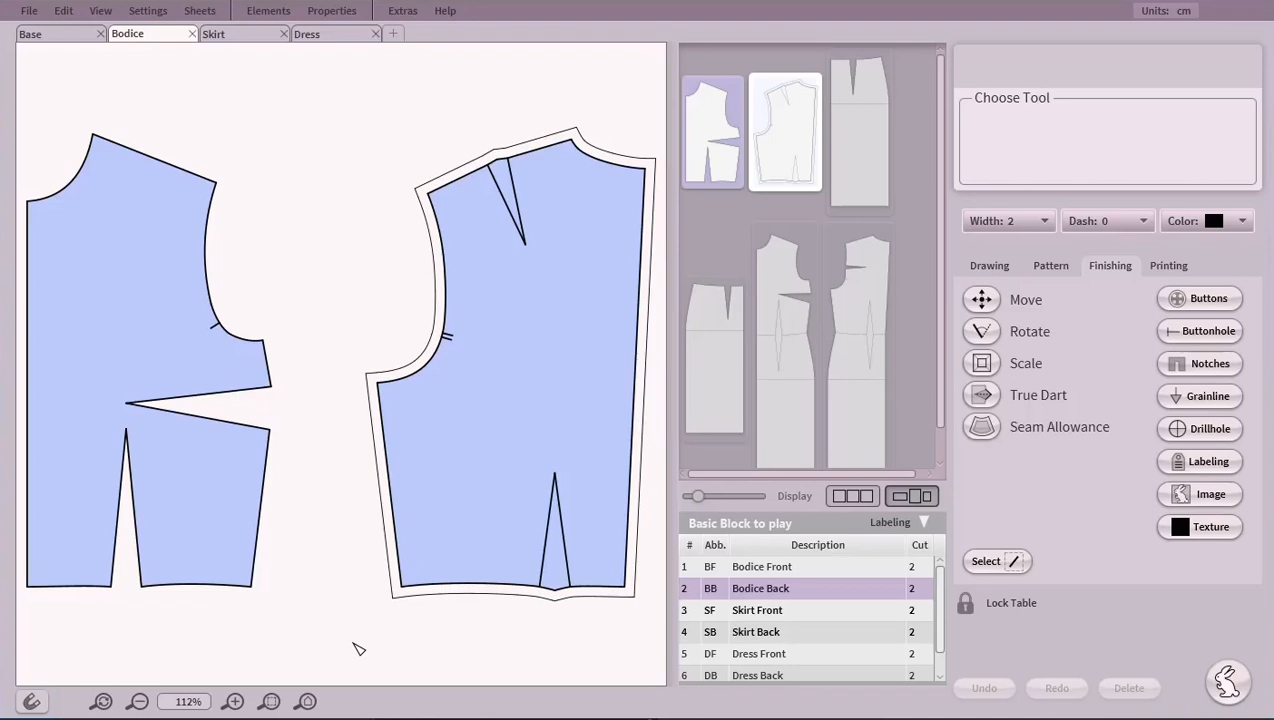 File Edit View Settings Sheets Elements Properties Extras Help Units: cm
Base Bodice Skirt Dress
Choose Tool
Width: 2 Dash: 0 Color:
Drawing Pattern Finishing Printing
Move Buttons
Rotate Buttonhole
Scale Notches
True Dart Grainline
Seam Allowance Drillhole
Labeling
Image
Texture
Select
Lock Table
Display
Basic Block to play Labeling
# Abb. Description Cut
1 BF Bodice Front 2
2 BB Bodice Back 2
3 SF Skirt Front 2
4 SB Skirt Back 2
5 DF Dress Front 2
6 DB Dress Back 2
112% Undo Redo Delete